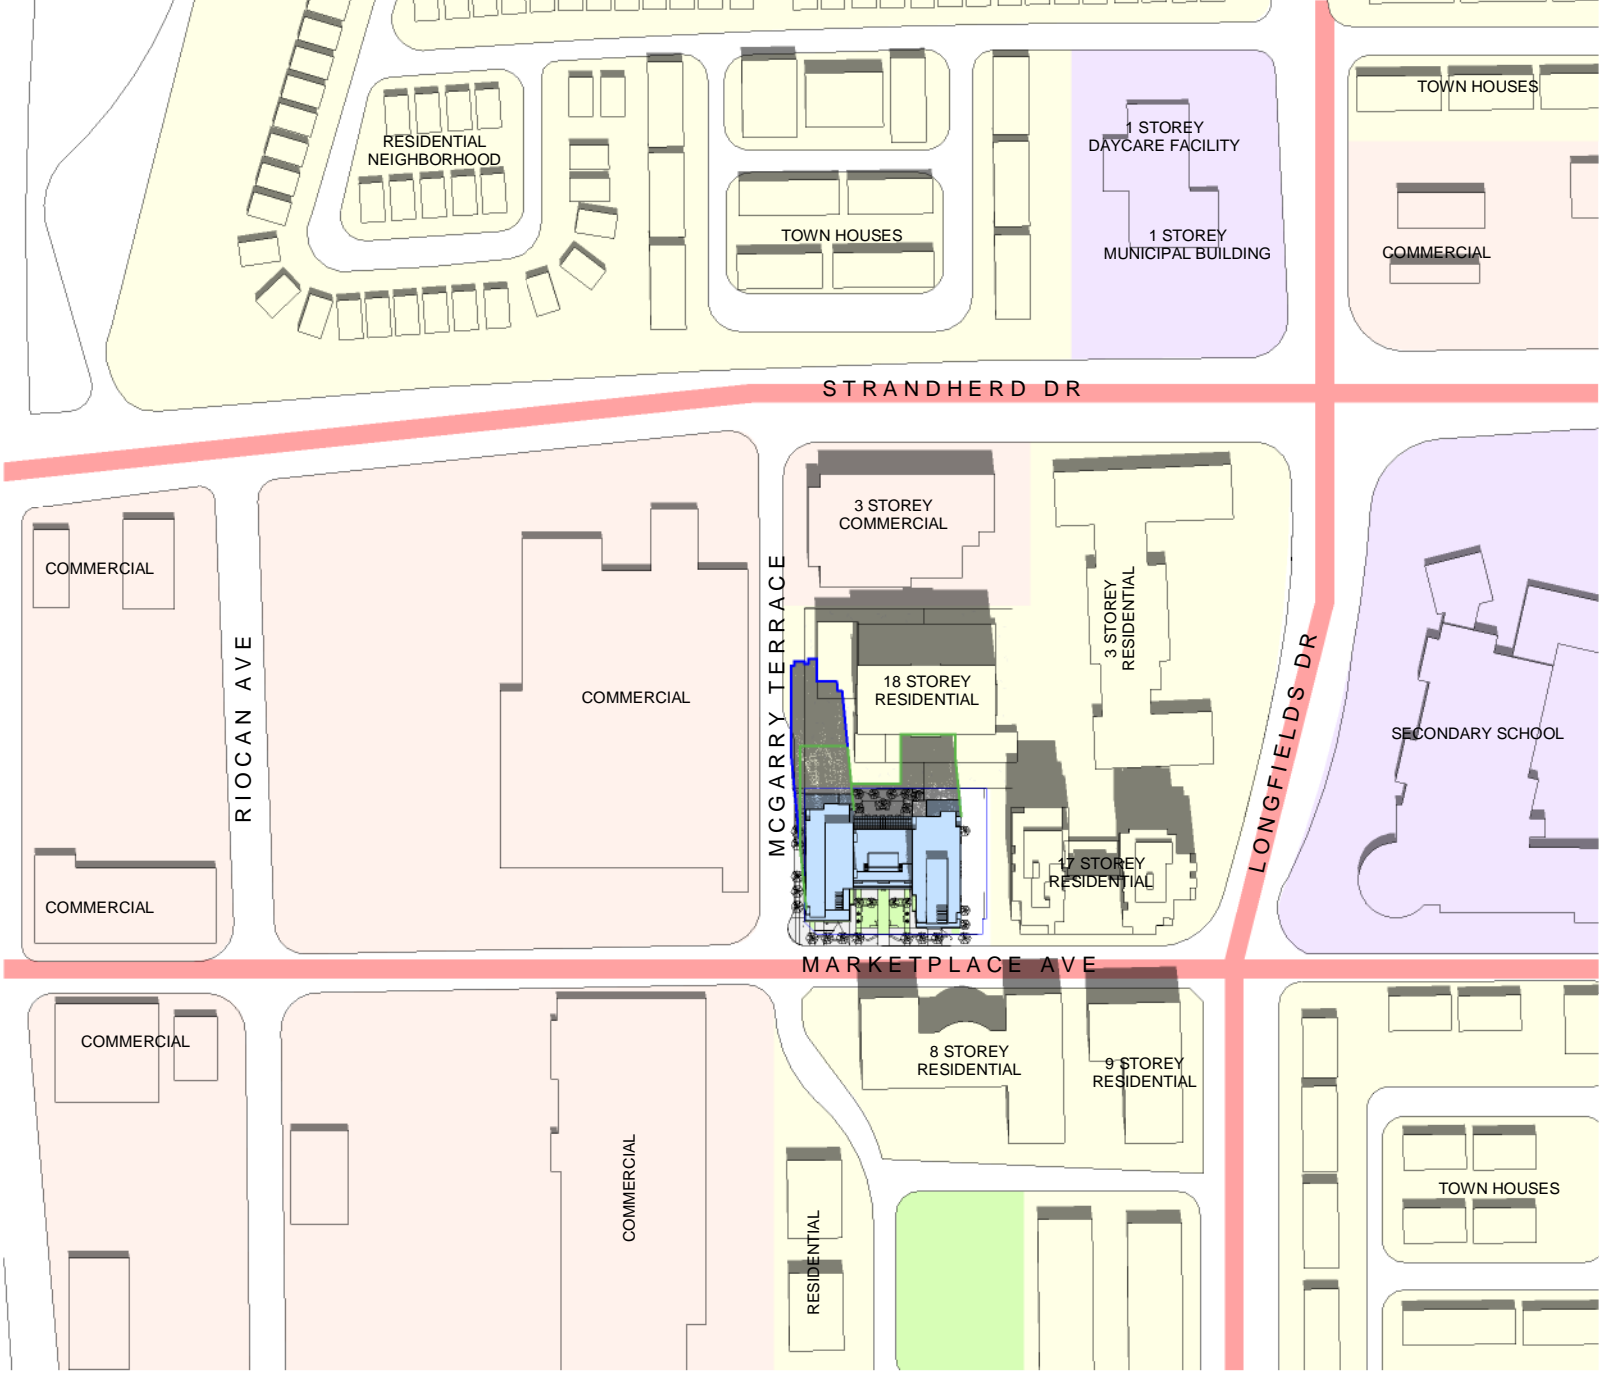 TOWN HOUSES
1 STOREY
DAYCARE FACILITY
RESIDENTIAL
NEIGHBORHOOD
TOWN HOUSES
1 STOREY
MUNICIPAL BUILDING
COMMERCIAL
STRANDHERD DR
3 STOREY
COMMERCIAL
COMMERCIAL
3 STOREY
RESIDENTIAL
MCGARRY TERRACE
RIOCAN AVE
COMMERCIAL
18 STOREY
RESIDENTIAL
LONGFIELDS DR
SECONDARY SCHOOL
17 STOREY
RESIDENTIAL
COMMERCIAL
MARKETPLACE AVE
COMMERCIAL
8 STOREY
RESIDENTIAL
9 STOREY
RESIDENTIAL
COMMERCIAL
TOWN HOUSES
RESIDENTIAL